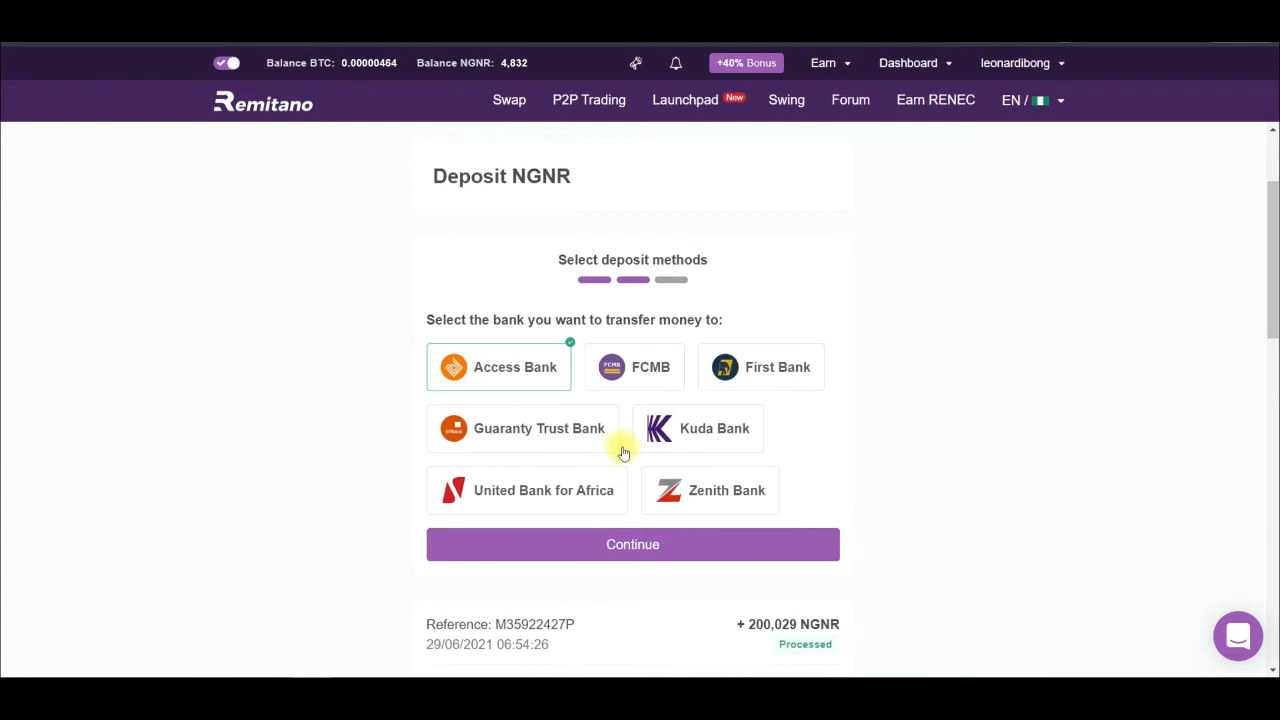 Balance BTC: 0.00000464 Balance NGNR: 4,832 +40% Bonus Earn Dashboard leonardibong
Remitano Swap P2P Trading Launchpad New Swing Forum Earn RENEC EN /
Deposit NGNR
Select deposit methods
Select the bank you want to transfer money to:
Access Bank FCMB FCMB First Bank
GTBank Guaranty Trust Bank Kuda Bank
United Bank for Africa Zenith Bank
Continue
Reference: M35922427P + 200,029 NGNR
29/06/2021 06:54:26 Processed